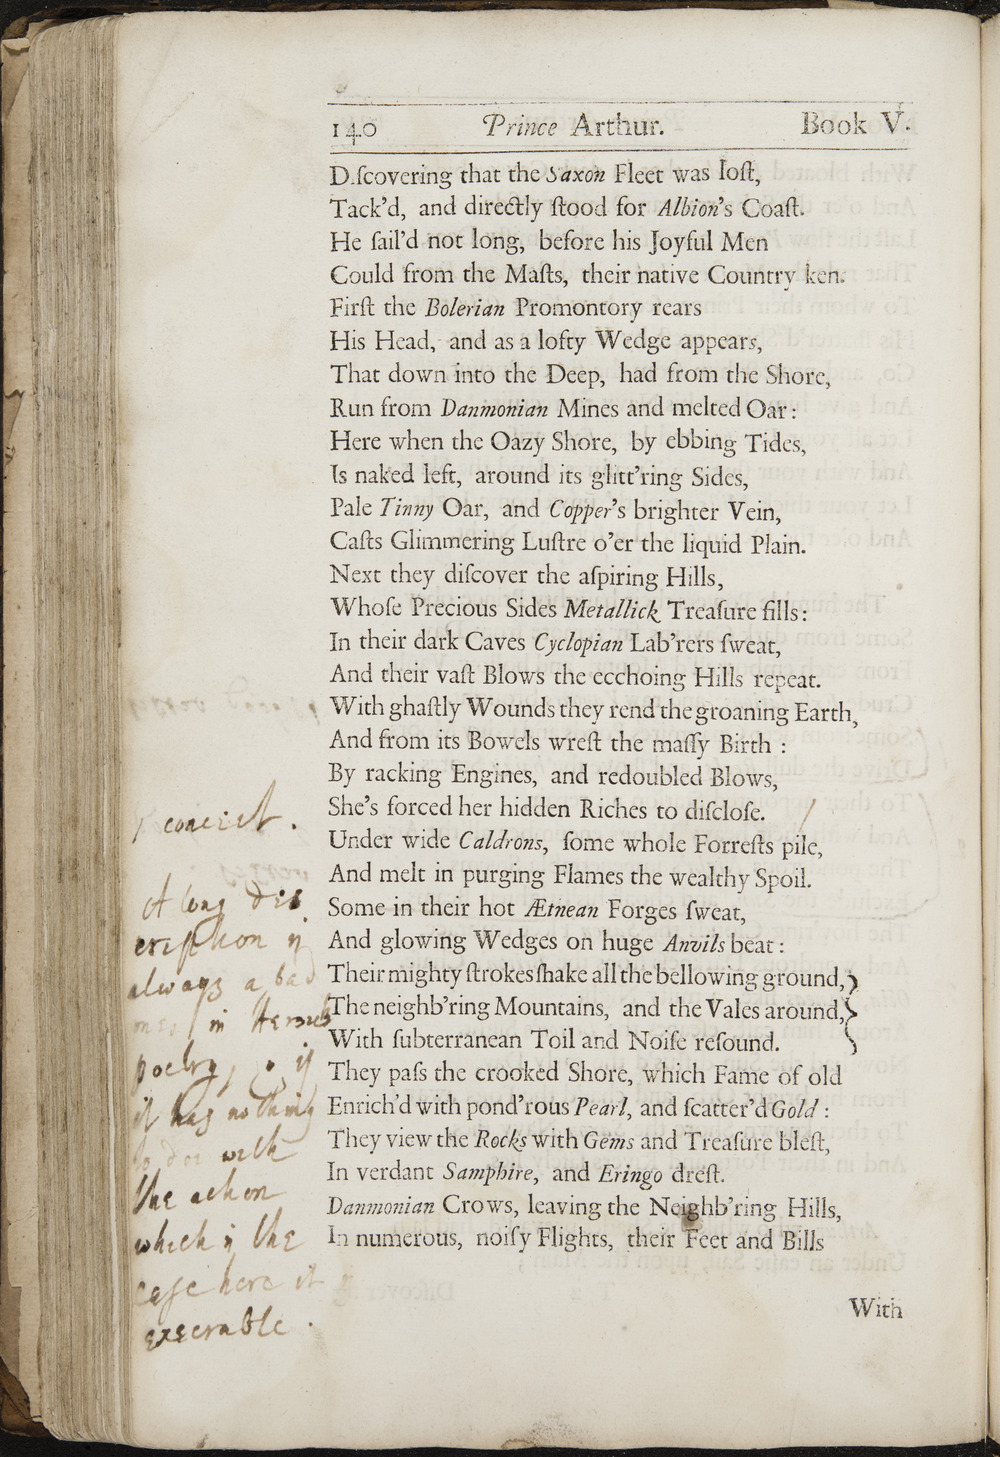 140 Prince Arthur. Book V.
D.ſcovering that the Saxon Fleet was loſt,
Tack'd, and directly ſtood for Albion's Coaſt.
He ſail'd not long, before his Joyful Men
Could from the Maſts, their native Country ken.
Firſt the Bolerian Promontory rears
His Head, and as a lofty Wedge appears,
That down into the Deep, had from the Shore,
Run from Danmonian Mines and melted Oar:
Here when the Oazy Shore, by ebbing Tides,
Is naked left, around its glitt'ring Sides,
Pale Tinny Oar, and Copper's brighter Vein,
Caſts Glimmering Luſtre o'er the liquid Plain.
Next they diſcover the aſpiring Hills,
Whoſe Precious Sides Metallick Treaſure fills:
In their dark Caves Cyclopian Lab'rers ſweat,
And their vaſt Blows the ecchoing Hills repeat.
With ghaſtly Wounds they rend the groaning Earth,
And from its Bowels wreſt the maſſy Birth :
By racking Engines, and redoubled Blows,
She's forced her hidden Riches to diſcloſe.
Under wide Caldrons, ſome whole Forreſts pile,
And melt in purging Flames the wealthy Spoil.
Some in their hot Ætnean Forges ſweat,
And glowing Wedges on huge Anvils beat :
Their mighty ſtrokes ſhake all the bellowing ground,
The neighb'ring Mountains, and the Vales around,
With ſubterranean Toil and Noiſe reſound.
They paſs the crooked Shore, which Fame of old
Enrich'd with pond'rous Pearl, and ſcatter'd Gold :
They view the Rocks with Gems and Treaſure bleſt,
In verdant Samphire, and Eringo dreſt.
Danmonian Crows, leaving the Neighb'ring Hills,
In numerous, noiſy Flights, their Feet and Bills
With
conceit.
A long des
cription is
always a bad
in
poetry, if
it has nothing
to doe with
the action
which is the
case here it
execrable.